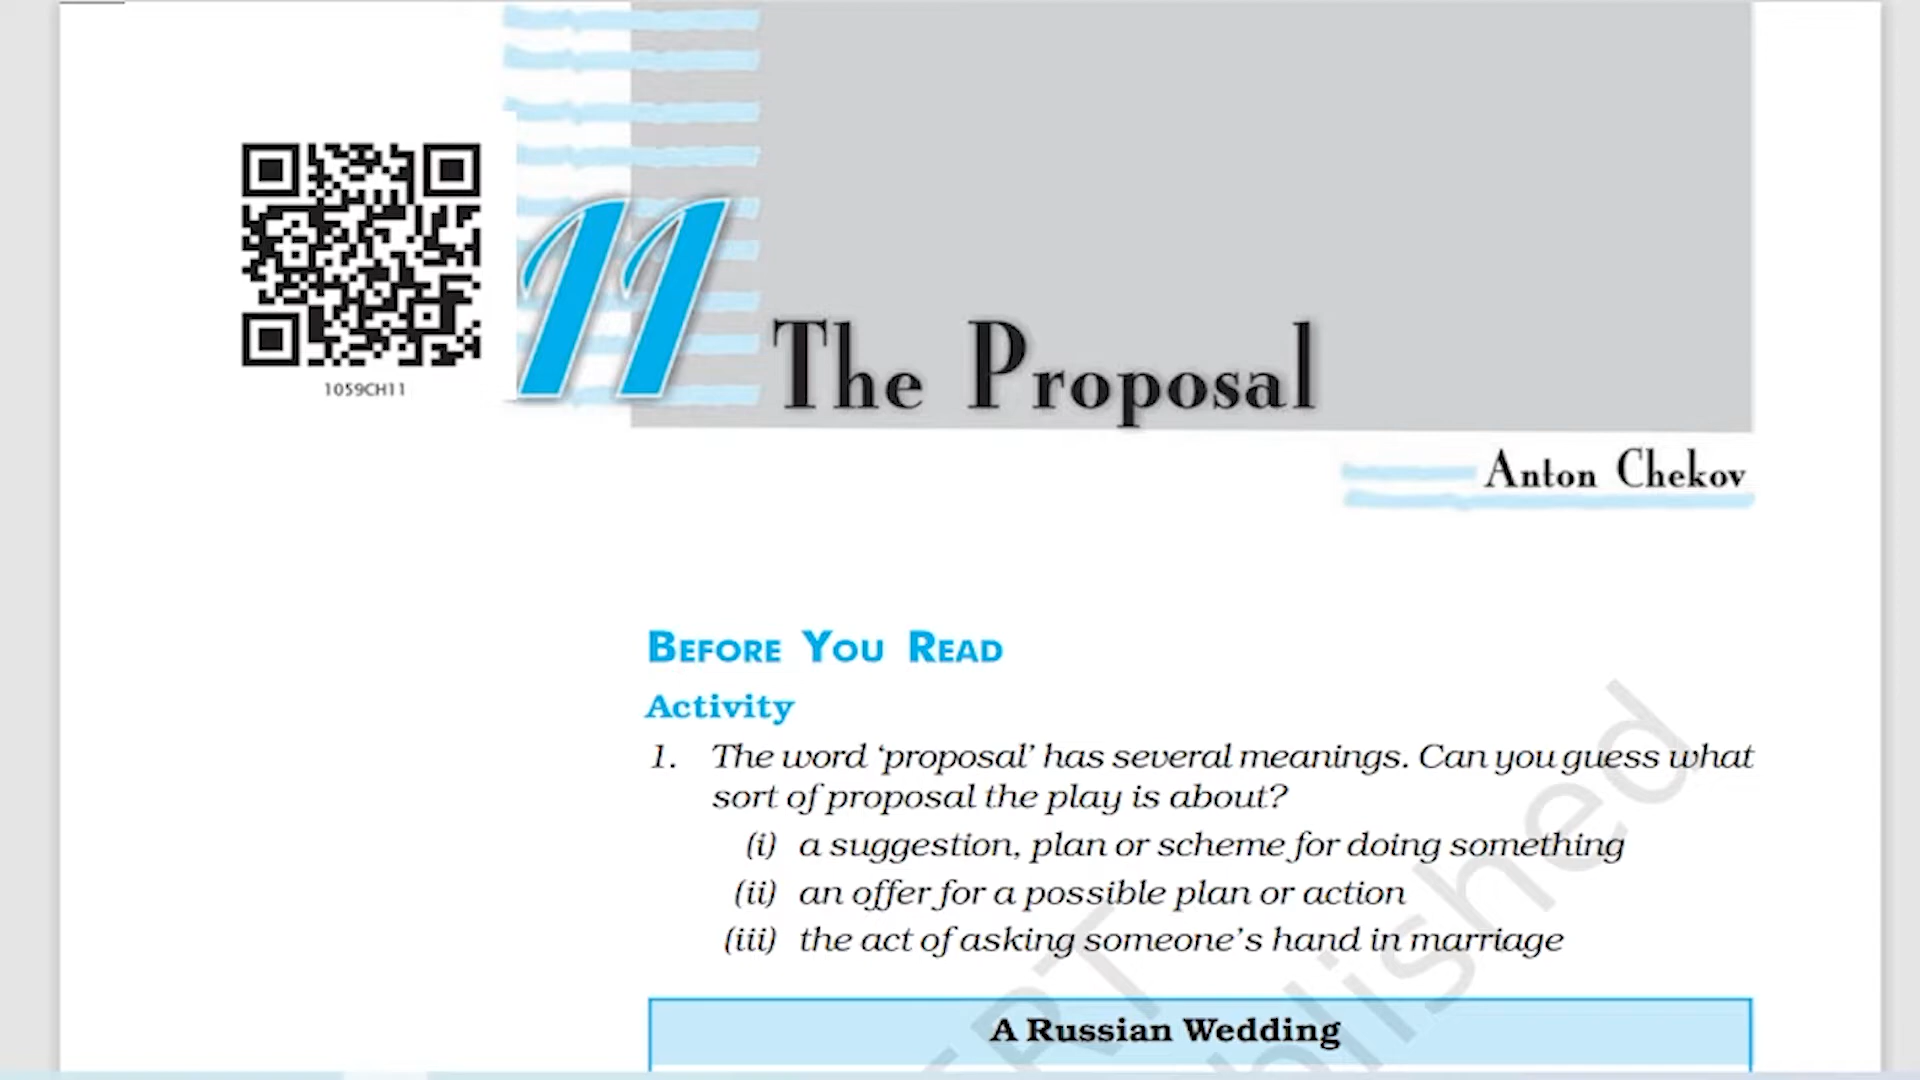 11
The Proposal
1059CH11
Anton Chekov
BEFORE YOU READ
Activity
1. The word ‘proposal’ has several meanings. Can you guess what
sort of proposal the play is about?
(i) a suggestion, plan or scheme for doing something
(ii) an offer for a possible plan or action
(iii) the act of asking someone’s hand in marriage
A Russian Wedding